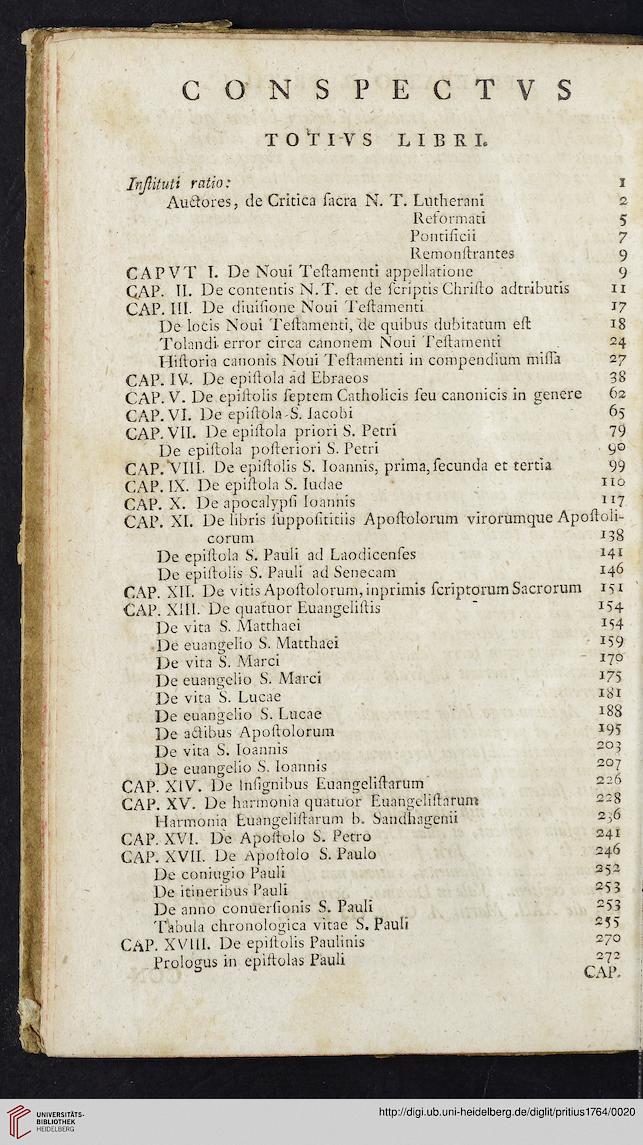 CONSPECTVS
TOTIVS LIBRI.
Inſtituti ratio: 1
Auctores, de Critica ſacra N. T. Lutherani 2
Reformati 5
Pontificii 7
Remonſtrantes 9
CAPVT I. De Noui Teſtamenti appellatione 9
CAP. II. De contentis N. T. et de ſcriptis Chriſto adtributis 11
CAP. III. De diuiſione Noui Teſtamenti 17
De locis Noui Teſtamenti, de quibus dubitatum eſt 18
Tolandi error circa canonem Noui Teſtamenti 24
Hiſtoria canonis Noui Teſtamenti in compendium miſſa 27
CAP. IV. De epiſtola ad Ebraeos 38
CAP. V. De epiſtolis ſeptem Catholicis ſeu canonicis in genere 62
CAP. VI. De epiſtola S. Iacobi 65
CAP. VII. De epiſtola priori S. Petri 79
De epiſtola poſteriori S. Petri 90
CAP. VIII. De epiſtolis S. Ioannis, prima, ſecunda et tertia 99
CAP. IX. De epiſtola S. Iudae 110
CAP. X. De apocalypſi Ioannis 117
CAP. XI. De libris ſuppoſititiis Apoſtolorum virorumque Apoſtoli-
corum 138
De epiſtola S. Pauli ad Laodicenſes 141
De epiſtolis S. Pauli ad Senecam 146
CAP. XII. De vitis Apoſtolorum, inprimis ſcriptorum Sacrorum 151
CAP. XIII. De quatuor Euangeliſtis 154
De vita S. Matthaei 154
De euangelio S. Matthaei 159
De vita S. Marci 170
De euangelio S. Marci 175
De vita S. Lucae 181
De euangelio S. Lucae 188
De actibus Apoſtolorum 195
De vita S. Ioannis 203
De euangelio S. Ioannis 207
CAP. XIV. De Inſignibus Euangeliſtarum 226
CAP. XV. De harmonia quatuor Euangeliſtarum 228
Harmonia Euangeliſtarum b. Sandhagenii 236
CAP. XVI. De Apoſtolo S. Petro 241
CAP. XVII. De Apoſtolo S. Paulo 246
De coniugio Pauli 252
De itineribus Pauli 253
De anno conuerſionis S. Pauli 253
Tabula chronologica vitae S. Pauli 255
CAP. XVIII. De epiſtolis Paulinis 270
Prologus in epiſtolas Pauli 272
CAP.
UNIVERSITÄTS-
BIBLIOTHEK
HEIDELBERG
http://digi.ub.uni-heidelberg.de/diglit/pritius1764/0020